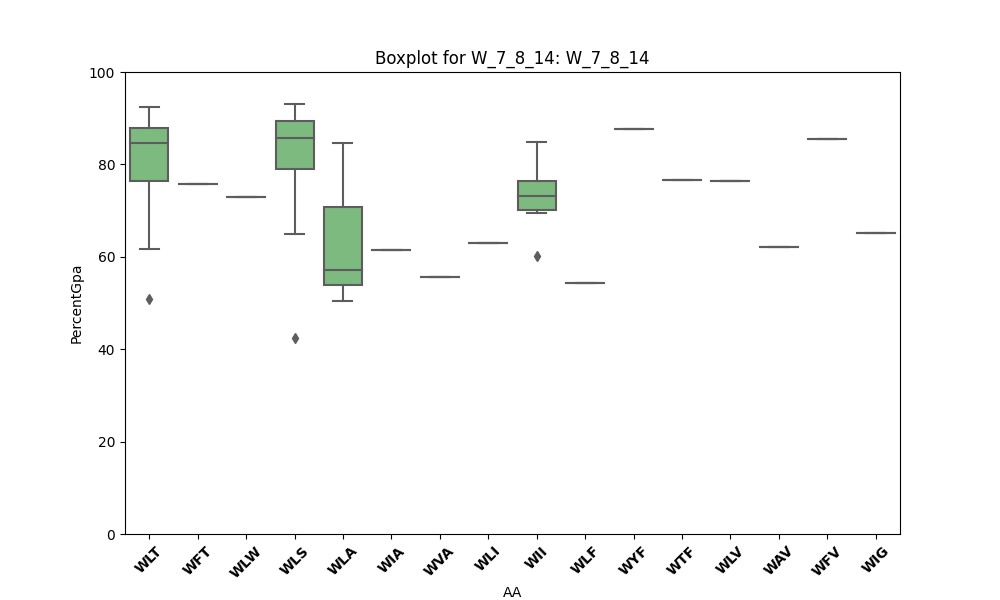 Boxplot for W_7_8_14: W_7_8_14
100
80
60
40
20
0
PercentGpa
WLT WFT WLW WLS WLA WIA WVA WLI WII WLF WYF WTF WLV WAV WFV WIG
AA